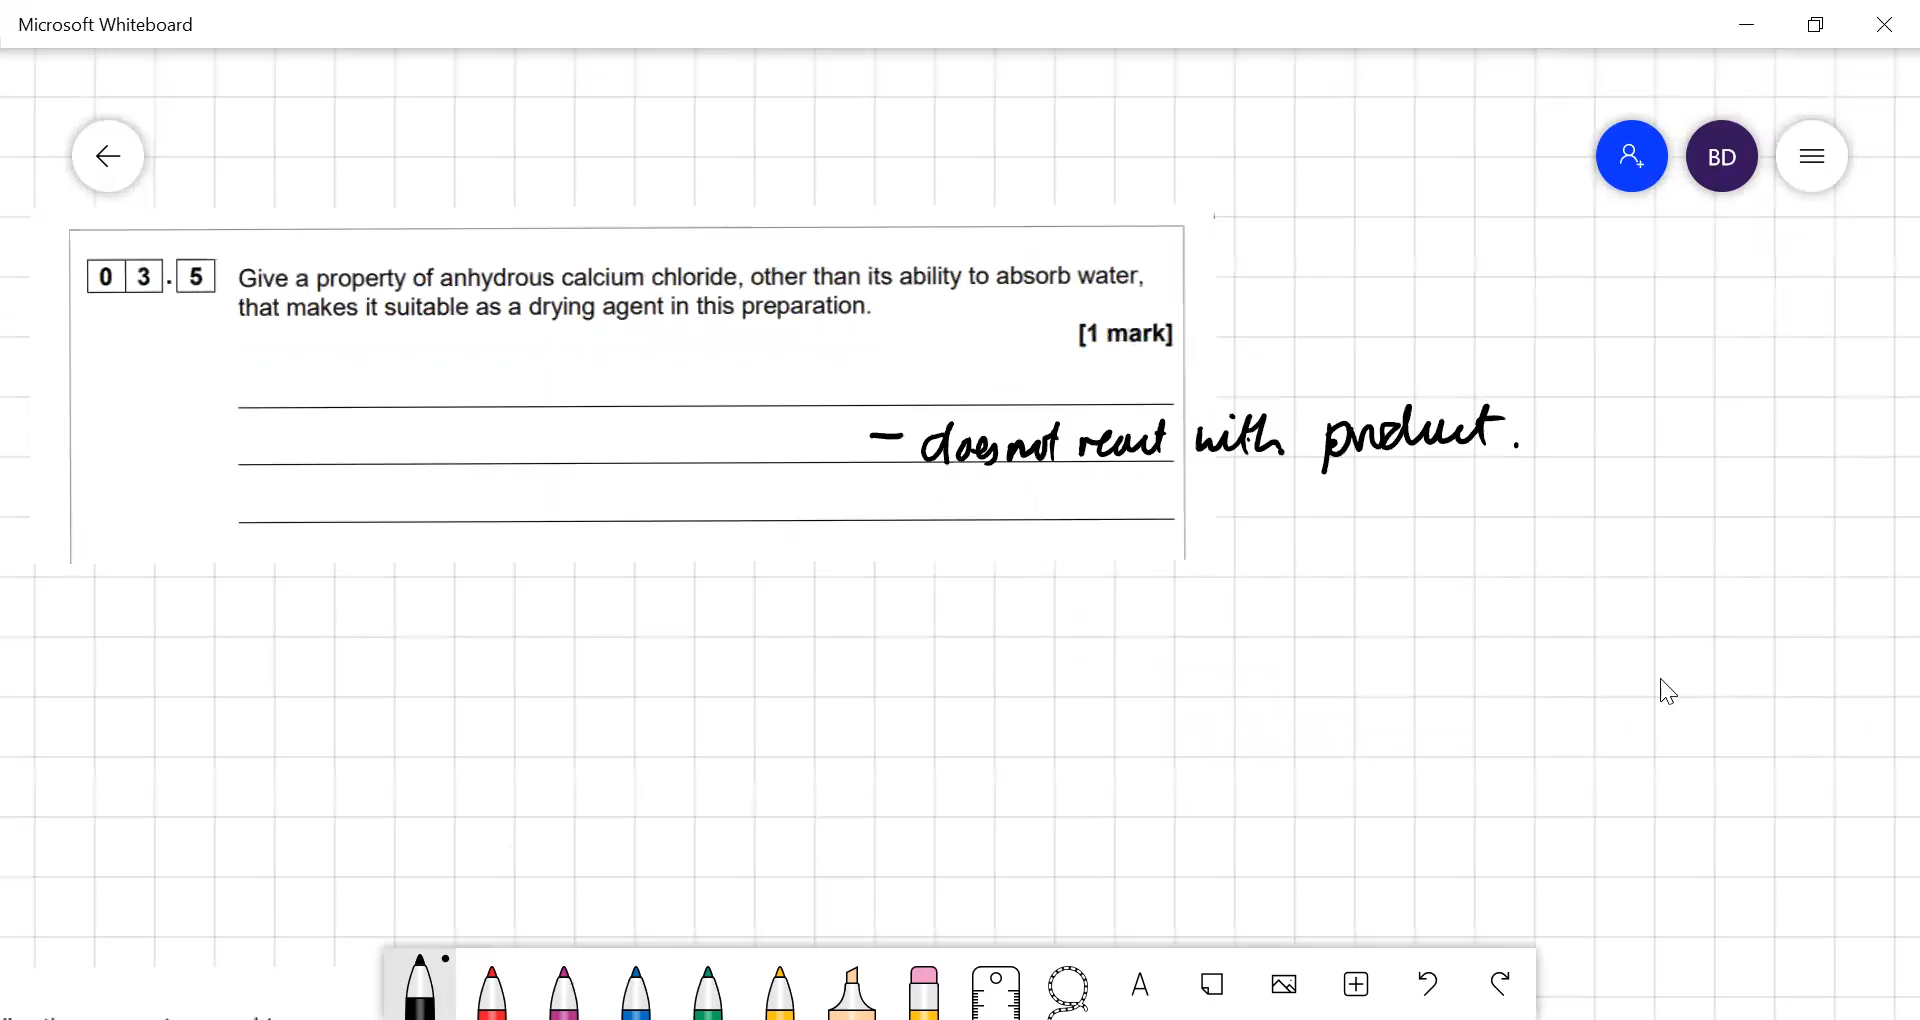 Microsoft Whiteboard
BD
0 3 . 5 Give a property of anhydrous calcium chloride, other than its ability to absorb water,
that makes it suitable as a drying agent in this preparation.
[1 mark]
- does not react with product.
A